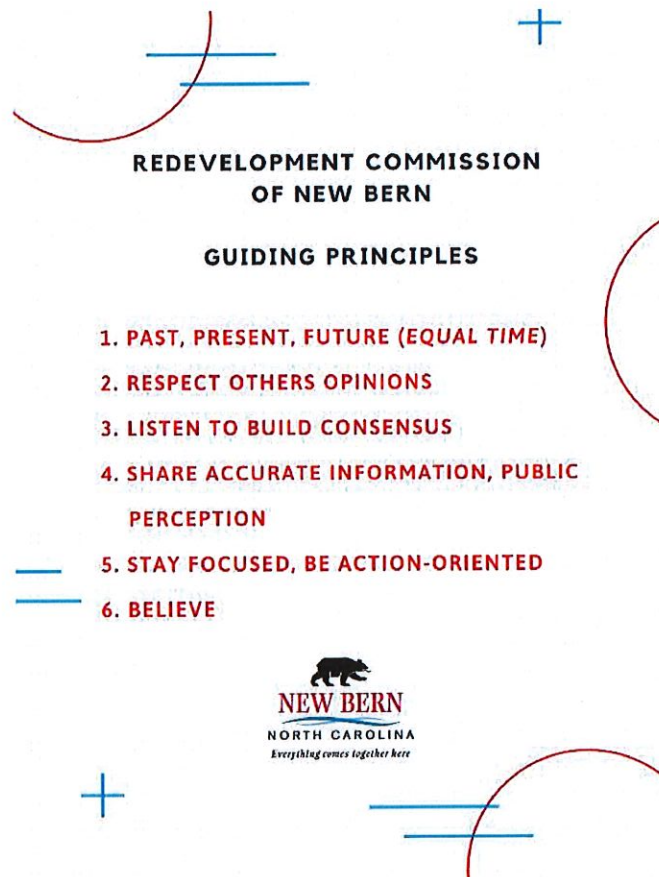 REDEVELOPMENT COMMISSION
OF NEW BERN
GUIDING PRINCIPLES
1. PAST, PRESENT, FUTURE (EQUAL TIME)
2. RESPECT OTHERS OPINIONS
3. LISTEN TO BUILD CONSENSUS
4. SHARE ACCURATE INFORMATION, PUBLIC
PERCEPTION
5. STAY FOCUSED, BE ACTION-ORIENTED
6. BELIEVE
NEW BERN
NORTH CAROLINA
Everything comes together here